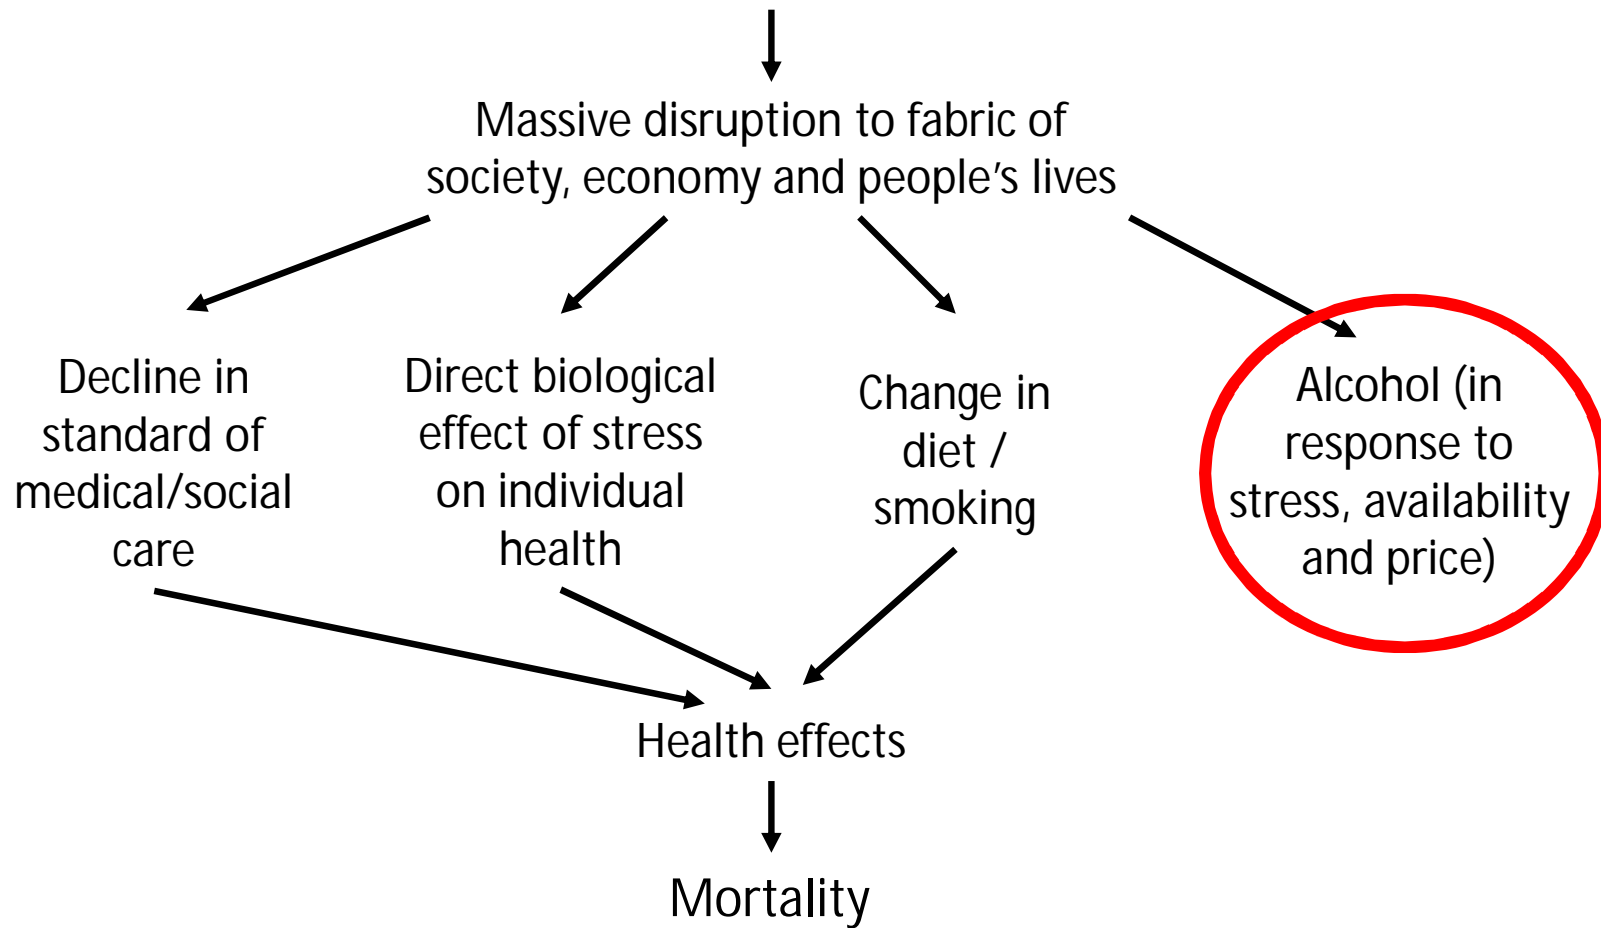 Massive disruption to fabric of
society, economy and people’s lives
Decline in
standard of
medical/social
care
Direct biological
effect of stress
on individual
health
Change in
diet /
smoking
Alcohol (in
response to
stress, availability
and price)
Health effects
Mortality